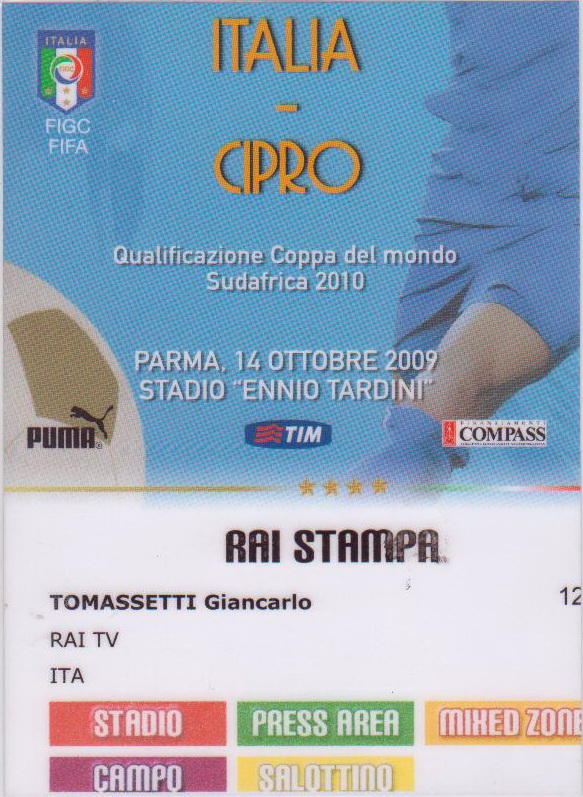 ITALIA
FIGC
FIFA
ITALIA
-
CIPRO
Qualificazione Coppa del mondo
Sudafrica 2010
PARMA, 14 OTTOBRE 2009
STADIO "ENNIO TARDINI"
PUMA®
TIM
FINANZIAMENTI
COMPASS
RAI STAMPA
TOMASSETTI Giancarlo 12
RAI TV
ITA
STADIO PRESS AREA MIXED ZONE
CAMPO SALOTTINO